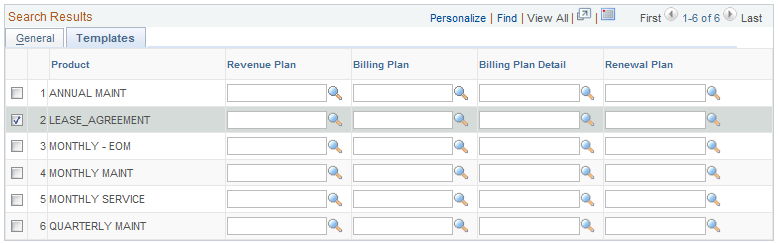 Search Results Personalize | Find | View All | | First 1-6 of 6 Last
General Templates
Product Revenue Plan Billing Plan Billing Plan Detail Renewal Plan
1 ANNUAL MAINT
2 LEASE_AGREEMENT
3 MONTHLY - EOM
4 MONTHLY MAINT
5 MONTHLY SERVICE
6 QUARTERLY MAINT